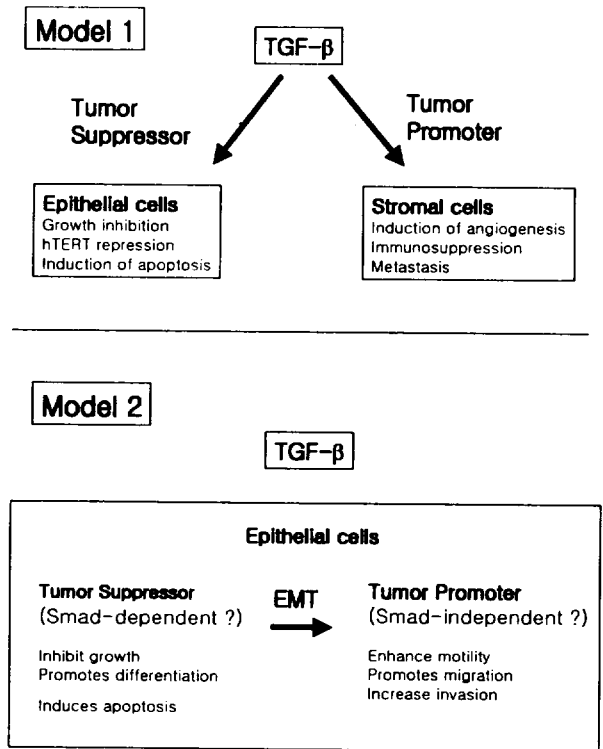 Model 1
TGF-β
Tumor
Suppressor
Tumor
Promoter
Epithelial cells
Growth inhibition
hTERT repression
Induction of apoptosis
Stromal cells
Induction of angiogenesis
Immunosuppression
Metastasis
Model 2
TGF-β
Epithelial cells
Tumor Suppressor
(Smad-dependent ?)
Inhibit growth
Promotes differentiation
Induces apoptosis
EMT
Tumor Promoter
(Smad-independent ?)
Enhance motility
Promotes migration
Increase invasion